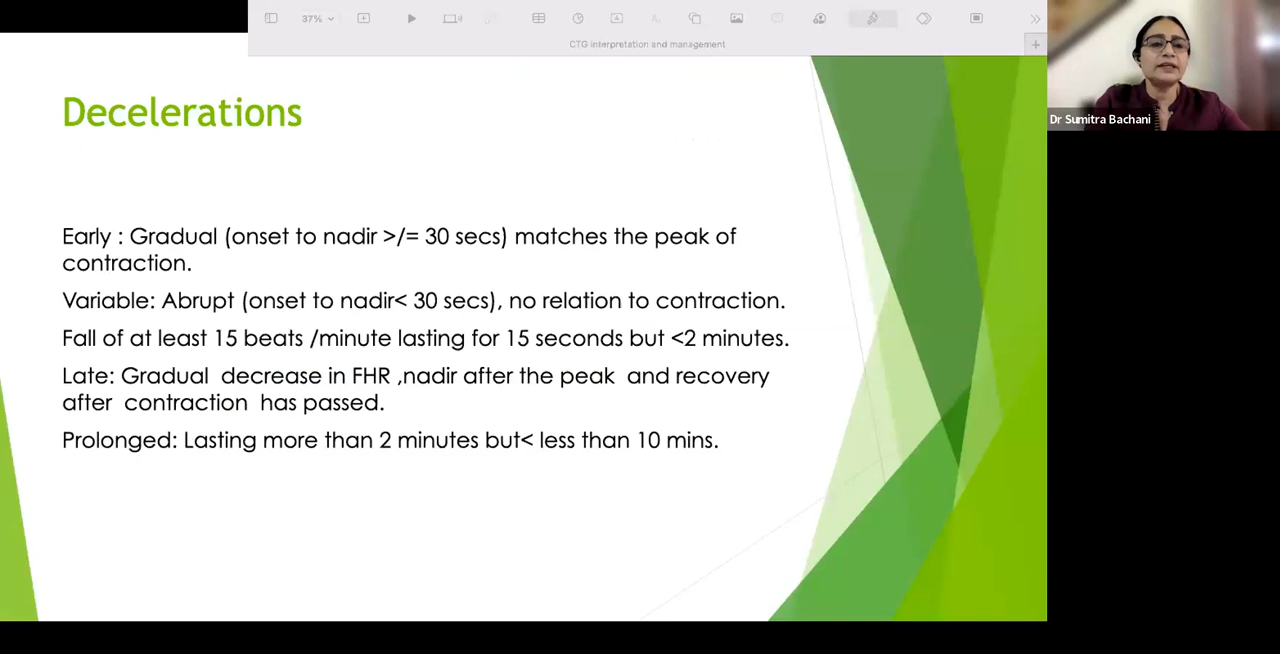 37%
CTG interpretation and management
Dr Sumitra Bachani
Decelerations
Early : Gradual (onset to nadir >/= 30 secs) matches the peak of
contraction.
Variable: Abrupt (onset to nadir< 30 secs), no relation to contraction.
Fall of at least 15 beats /minute lasting for 15 seconds but <2 minutes.
Late: Gradual decrease in FHR ,nadir after the peak and recovery
after contraction has passed.
Prolonged: Lasting more than 2 minutes but< less than 10 mins.